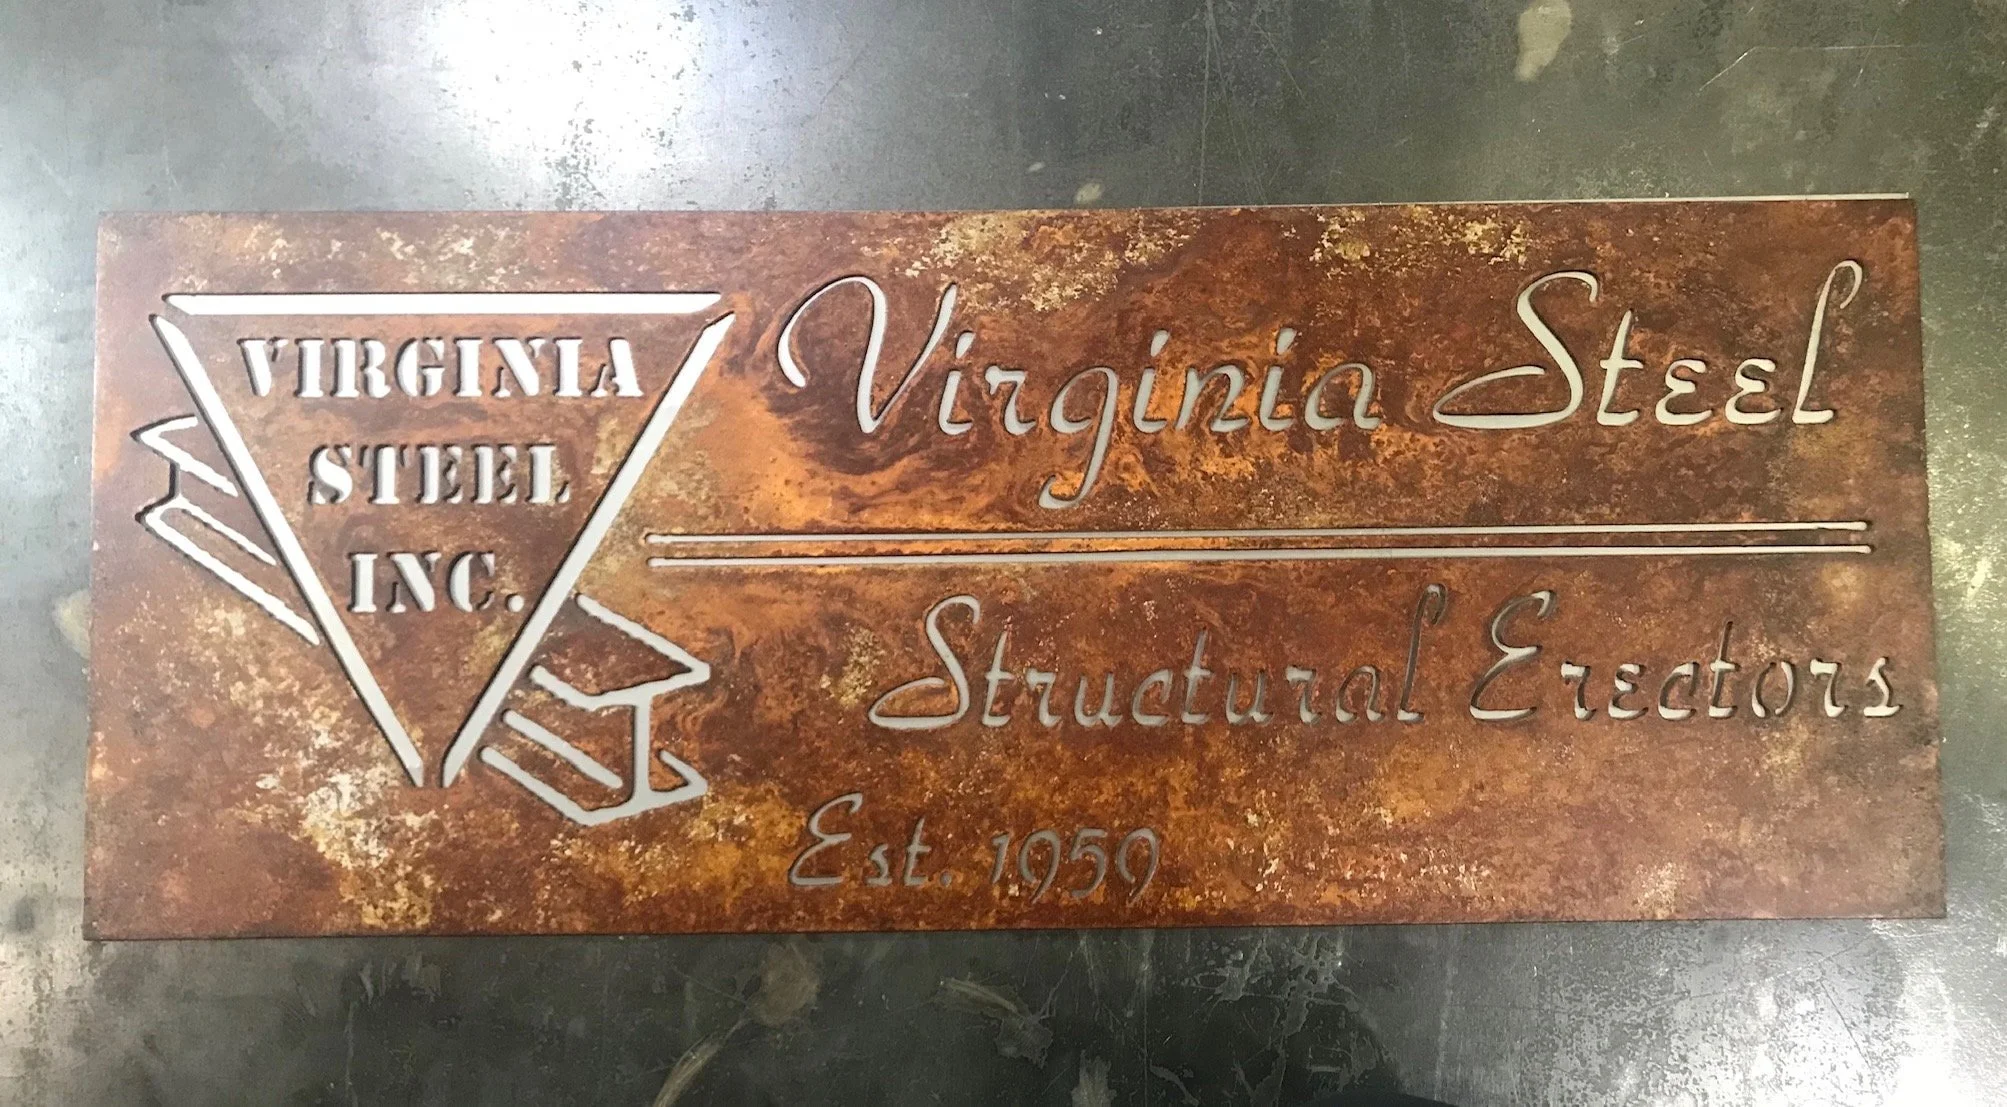 VIRGINIA
STEEL
INC.
Virginia Steel
Structural Erectors
Est. 1959